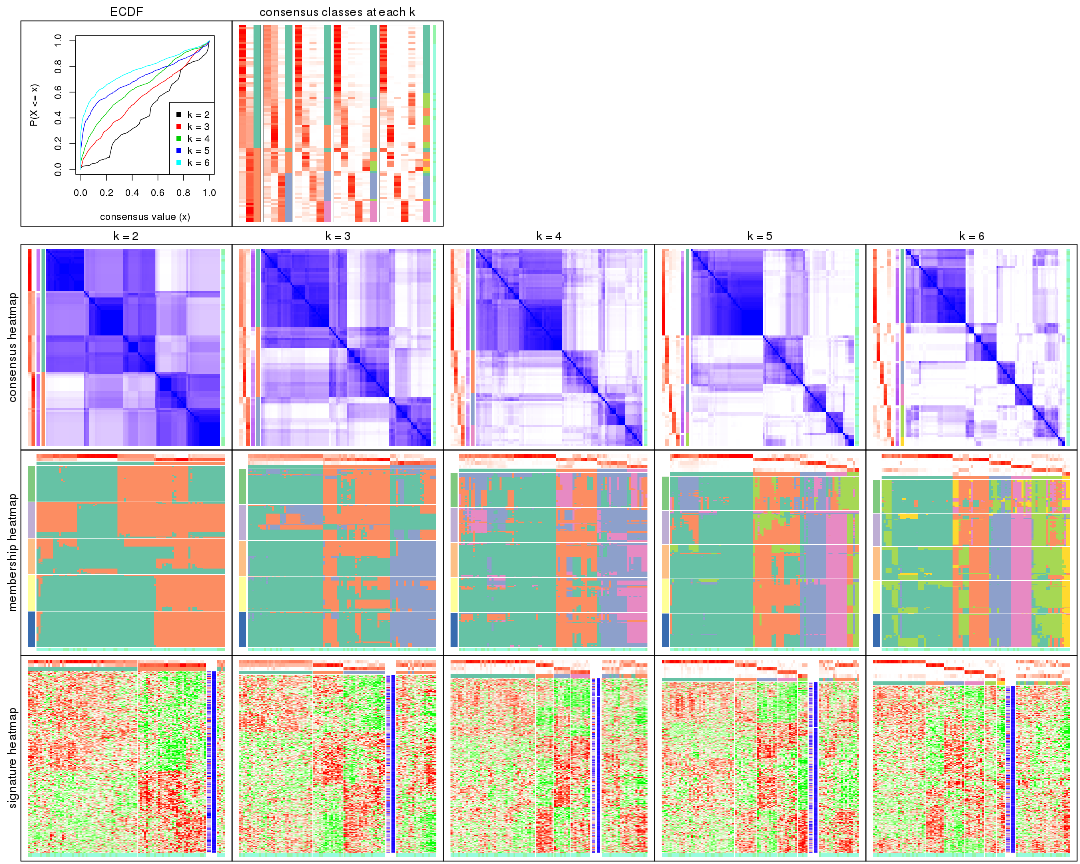 ECDF
consensus classes at each k
P(X <= x)
0.0 0.2 0.4 0.6 0.8 1.0
k = 2
k = 3
k = 4
k = 5
k = 6
0.0 0.2 0.4 0.6 0.8 1.0
consensus value (x)
k = 2
k = 3
k = 4
k = 5
k = 6
consensus heatmap
membership heatmap
signature heatmap